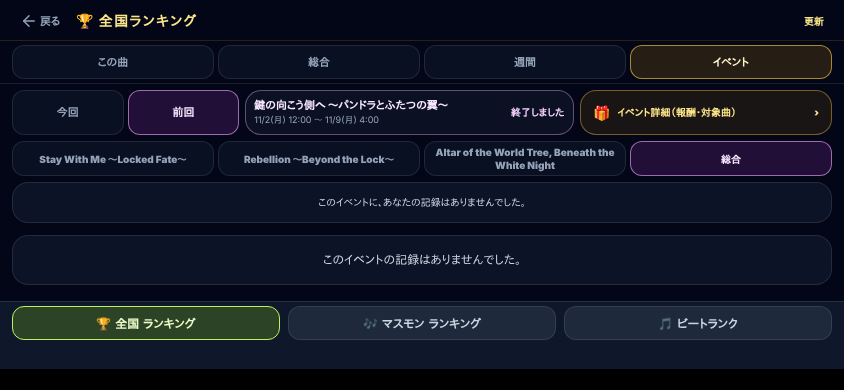 戻る
全国ランキング
更新
この曲
総合
週間
イベント
今回
前回
鍵の向こう側へ 〜パンドラとふたつの翼〜
11/2(月) 12:00 〜 11/9(月) 4:00
終了しました
イベント詳細（報酬・対象曲）
Stay With Me 〜Locked Fate〜
Rebellion 〜Beyond the Lock〜
Altar of the World Tree, Beneath the
White Night
総合
このイベントに、あなたの記録はありませんでした。
このイベントの記録はありませんでした。
全国 ランキング
マスモン ランキング
ビートランク